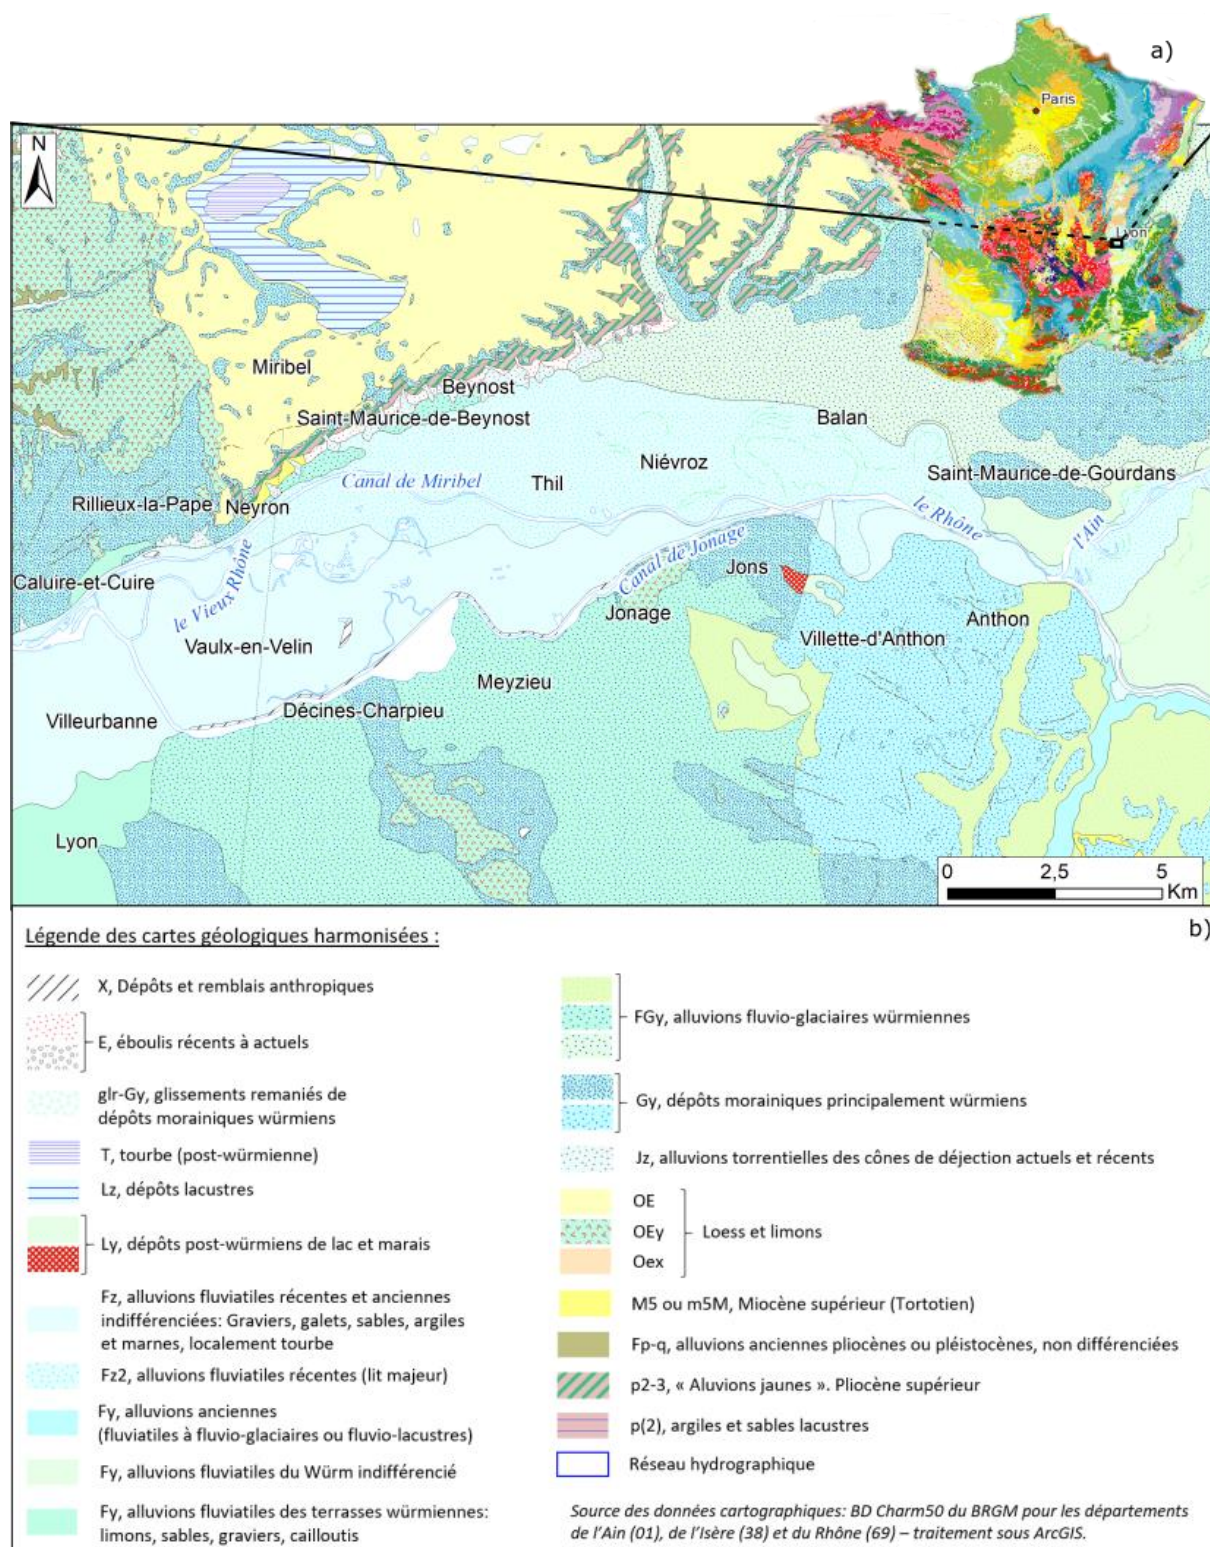 a)
Paris
Lyon
N
Miribel
Beynost
Saint-Maurice-de-Beynost
Balan
Niévroz
Thil
Canal de Miribel
Saint-Maurice-de-Gourdans
Rillieux-la-Pape
Neyron
le Rhône
l'Ain
Canal de Jonage
Jons
Caluire-et-Cuire
le Vieux Rhône
Jonage
Anthon
Vaulx-en-Velin
Villette-d'Anthon
Meyzieu
Décines-Charpieu
Villeurbanne
Lyon
0 2,5 5
Km
b)
Légende des cartes géologiques harmonisées :
X, Dépôts et remblais anthropiques
E, éboulis récents à actuels
glr-Gy, glissements remaniés de
dépôts morainiques würmiens
T, tourbe (post-würmienne)
Lz, dépôts lacustres
Ly, dépôts post-würmiens de lac et marais
Fz, alluvions fluviatiles récentes et anciennes
indifférenciées: Graviers, galets, sables, argiles
et marnes, localement tourbe
Fz2, alluvions fluviatiles récentes (lit majeur)
Fy, alluvions anciennes
(fluviatiles à fluvio-glaciaires ou fluvio-lacustres)
Fy, alluvions fluviatiles du Würm indifférencié
Fy, alluvions fluviatiles des terrasses würmiennes:
limons, sables, graviers, cailloutis
FGy, alluvions fluvio-glaciaires würmiennes
Gy, dépôts morainiques principalement würmiens
Jz, alluvions torrentielles des cônes de déjection actuels et récents
OE
OEy
Oex
Loess et limons
M5 ou m5M, Miocène supérieur (Tortotien)
Fp-q, alluvions anciennes pliocènes ou pléistocènes, non différenciées
p2-3, « Aluvions jaunes ». Pliocène supérieur
p(2), argiles et sables lacustres
Réseau hydrographique
Source des données cartographiques: BD Charm50 du BRGM pour les départements
de l'Ain (01), de l'Isère (38) et du Rhône (69) – traitement sous ArcGIS.